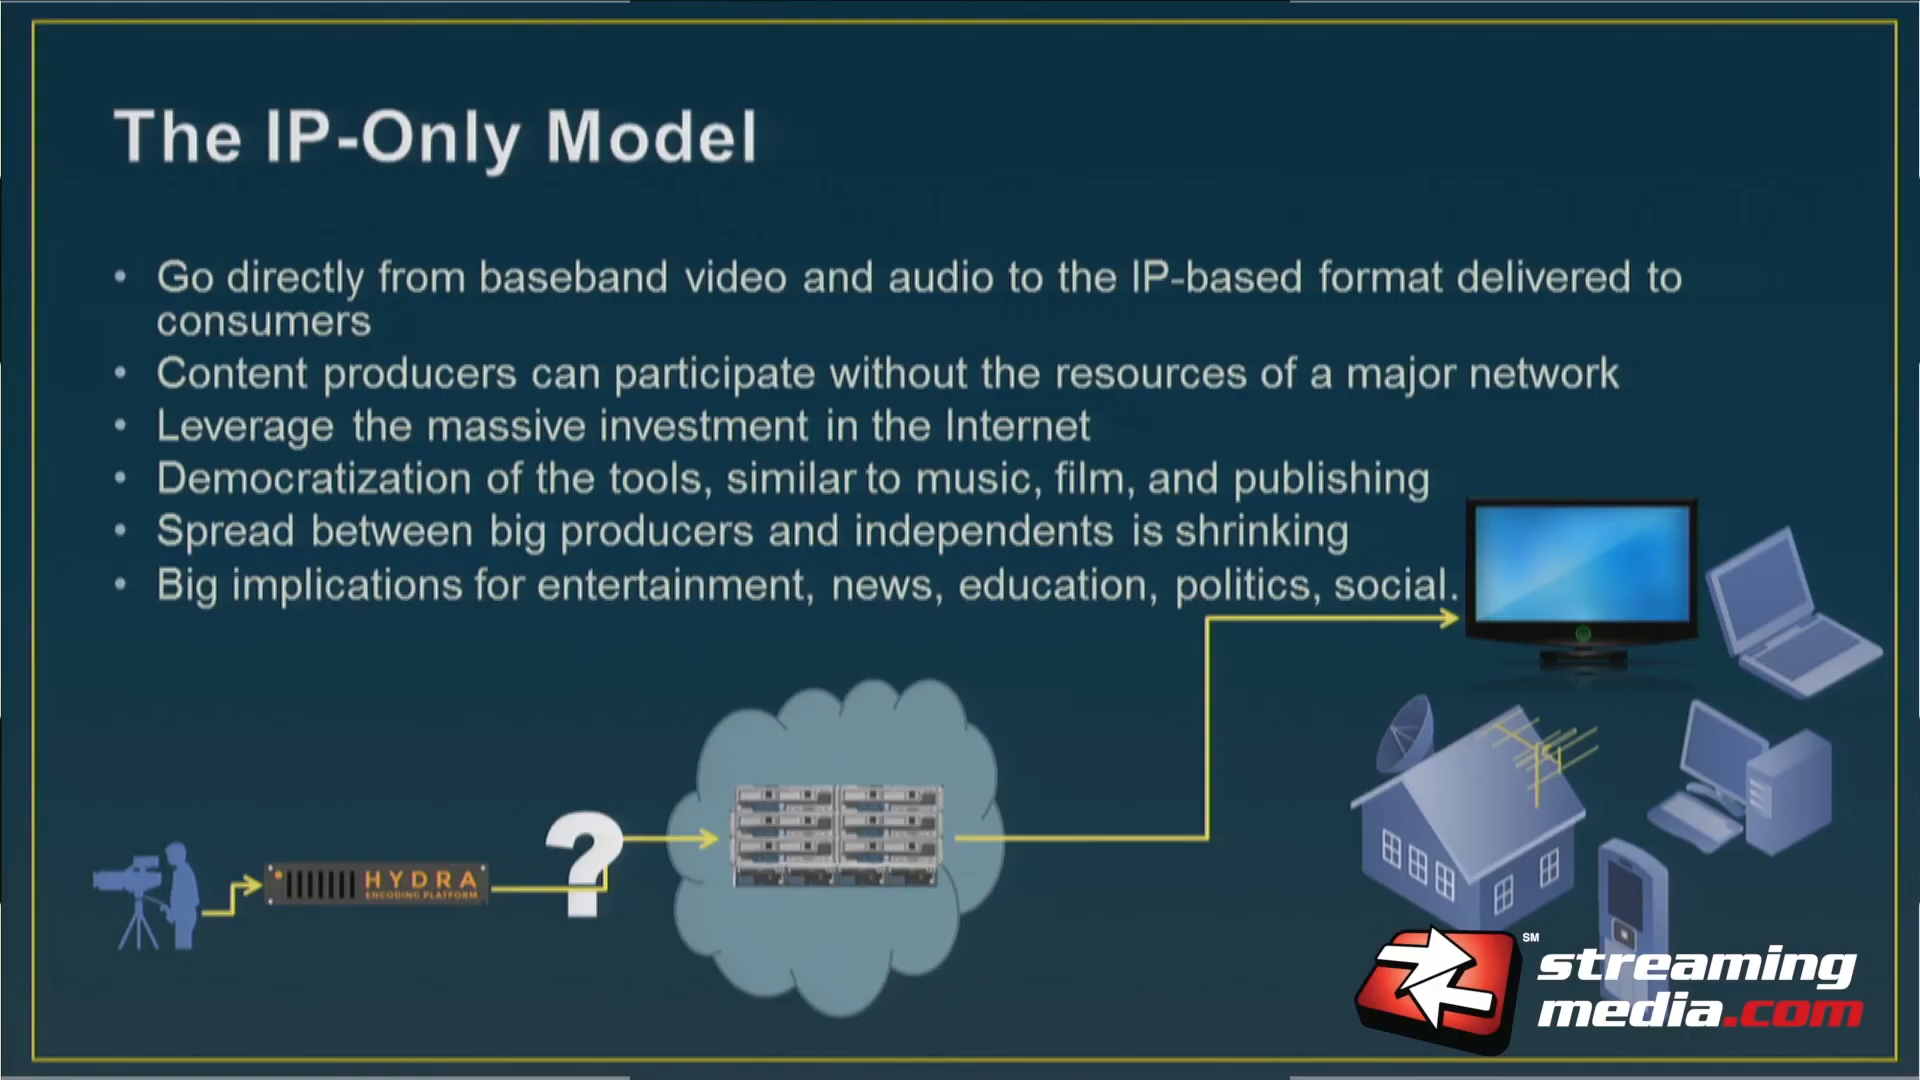 The IP-Only Model
• Go directly from baseband video and audio to the IP-based format delivered to
consumers
• Content producers can participate without the resources of a major network
• Leverage the massive investment in the Internet
• Democratization of the tools, similar to music, film, and publishing
• Spread between big producers and independents is shrinking
• Big implications for entertainment, news, education, politics, social.
?
HYDRA
ENCODING PLATFORM
SM
streaming
media.com